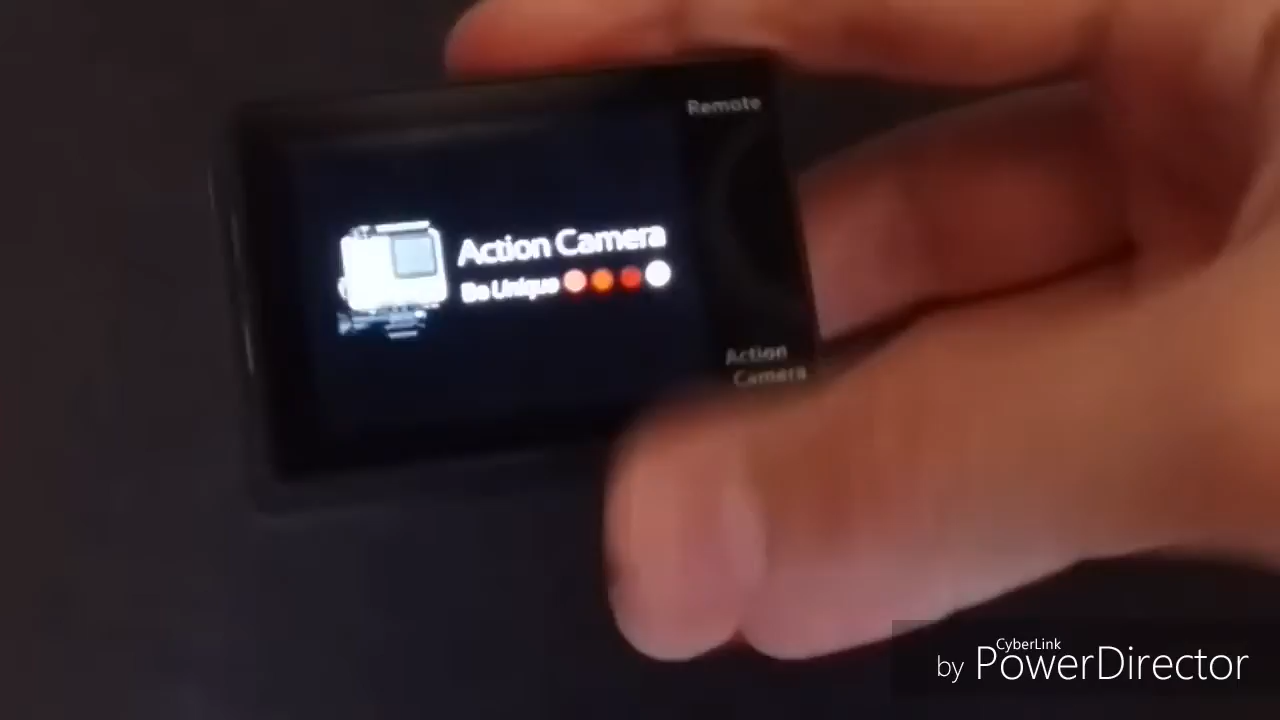 Remote
Action Camera
Be Unique
Action
Camera
CyberLink
by PowerDirector